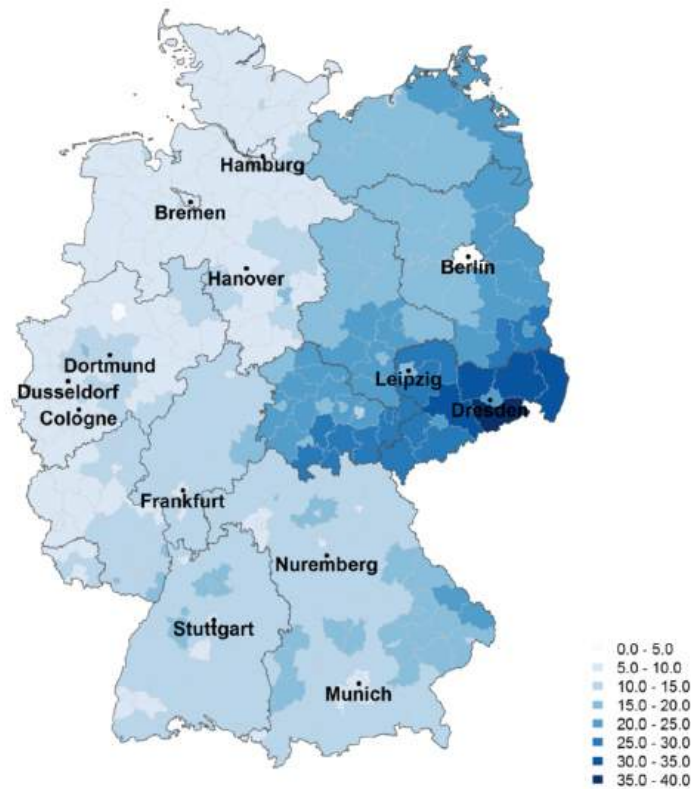 Hamburg
Bremen
Hanover
Berlin
Dortmund
Dusseldorf
Cologne
Leipzig
Dresden
Frankfurt
Nuremberg
Stuttgart
Munich
0.0 - 5.0
5.0 - 10.0
10.0 - 15.0
15.0 - 20.0
20.0 - 25.0
25.0 - 30.0
30.0 - 35.0
35.0 - 40.0